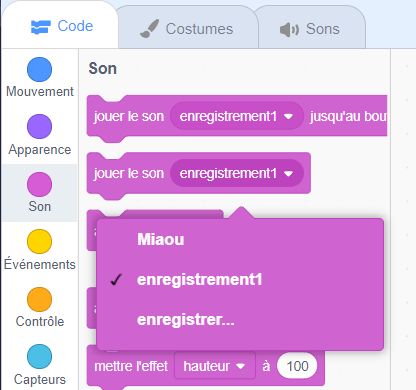 Code
Costumes
Sons
Mouvement
Apparence
Son
Événements
Contrôle
Capteurs
Son
jouer le son enregistrement1 jusqu'au bout
jouer le son enregistrement1
Miaou
enregistrement1
enregistrer...
mettre l'effet hauteur à 100